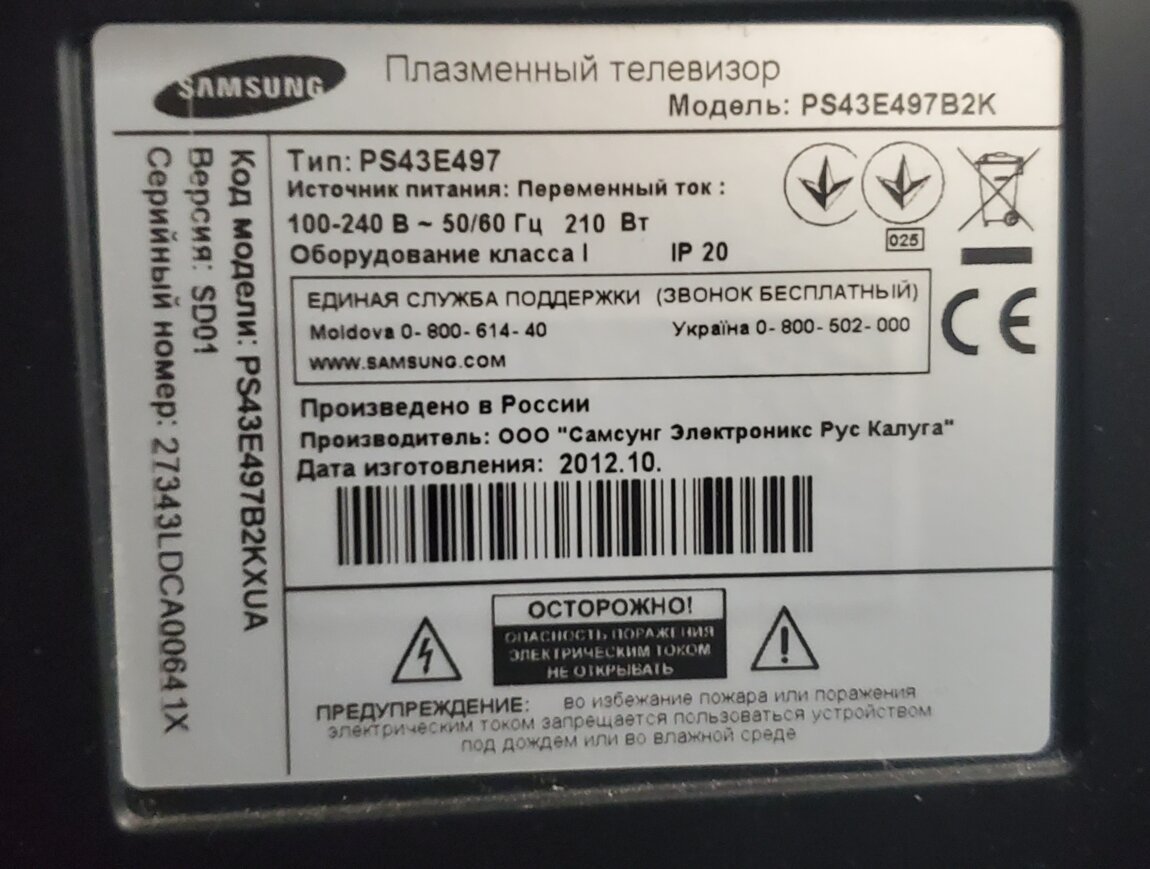 SAMSUNG
Плазменный телевизор
Модель: PS43E497B2K
Код модели: PS43E497B2KXUA
Версия: SD01
Серийный номер: 27343LDCA006411X
Тип: PS43E497
Источник питания: Переменный ток :
100-240 В ~ 50/60 Гц 210 Вт
Оборудование класса I IP 20
025
CE
ЕДИНАЯ СЛУЖБА ПОДДЕРЖКИ (ЗВОНОК БЕСПЛАТНЫЙ)
Moldova 0- 800- 614- 40 Україна 0- 800- 502- 000
WWW.SAMSUNG.COM
Произведено в России
Производитель: ООО "Самсунг Электроникс Рус Калуга"
Дата изготовления: 2012.10.
ОСТОРОЖНО!
ОПАСНОСТЬ ПОРАЖЕНИЯ
ЭЛЕКТРИЧЕСКИМ ТОКОМ
НЕ ОТКРЫВАТЬ
ПРЕДУПРЕЖДЕНИЕ: во избежание пожара или поражения
электрическим током запрещается пользоваться устройством
под дождем или во влажной среде